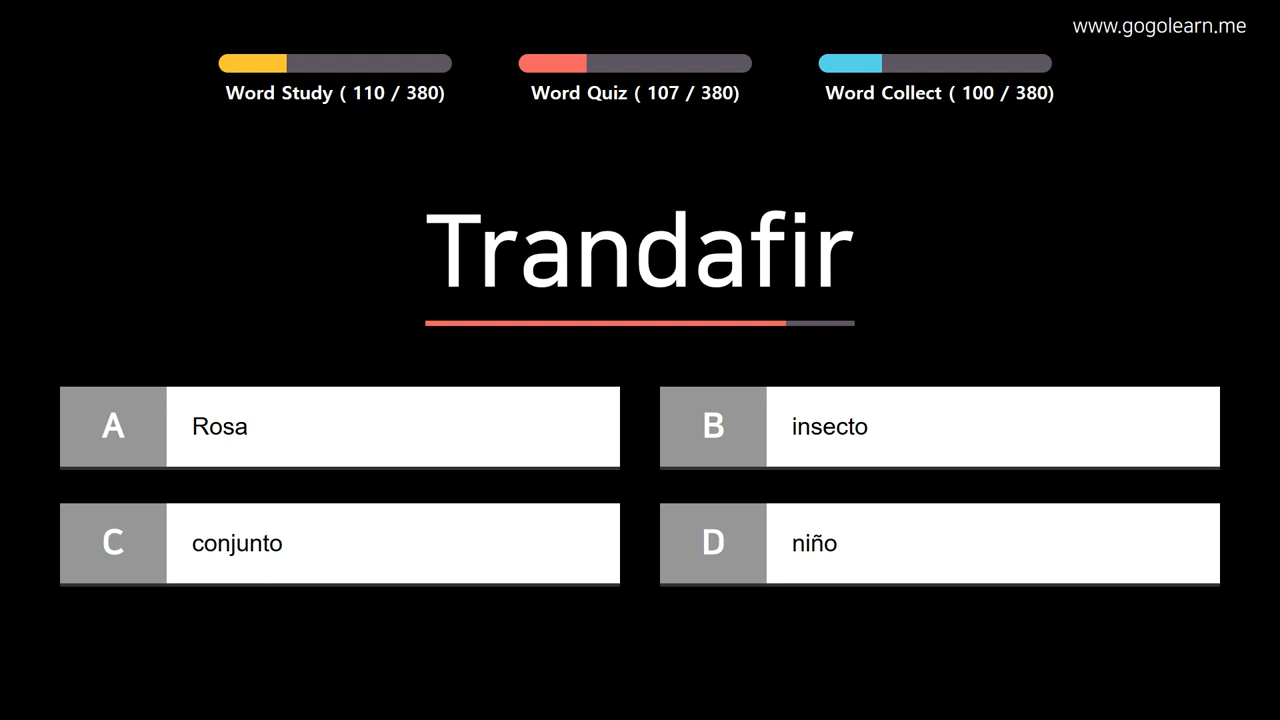 www.gogolearn.me
Word Study ( 110 / 380)
Word Quiz ( 107 / 380)
Word Collect ( 100 / 380)
Trandafir
A Rosa
B insecto
C conjunto
D niño